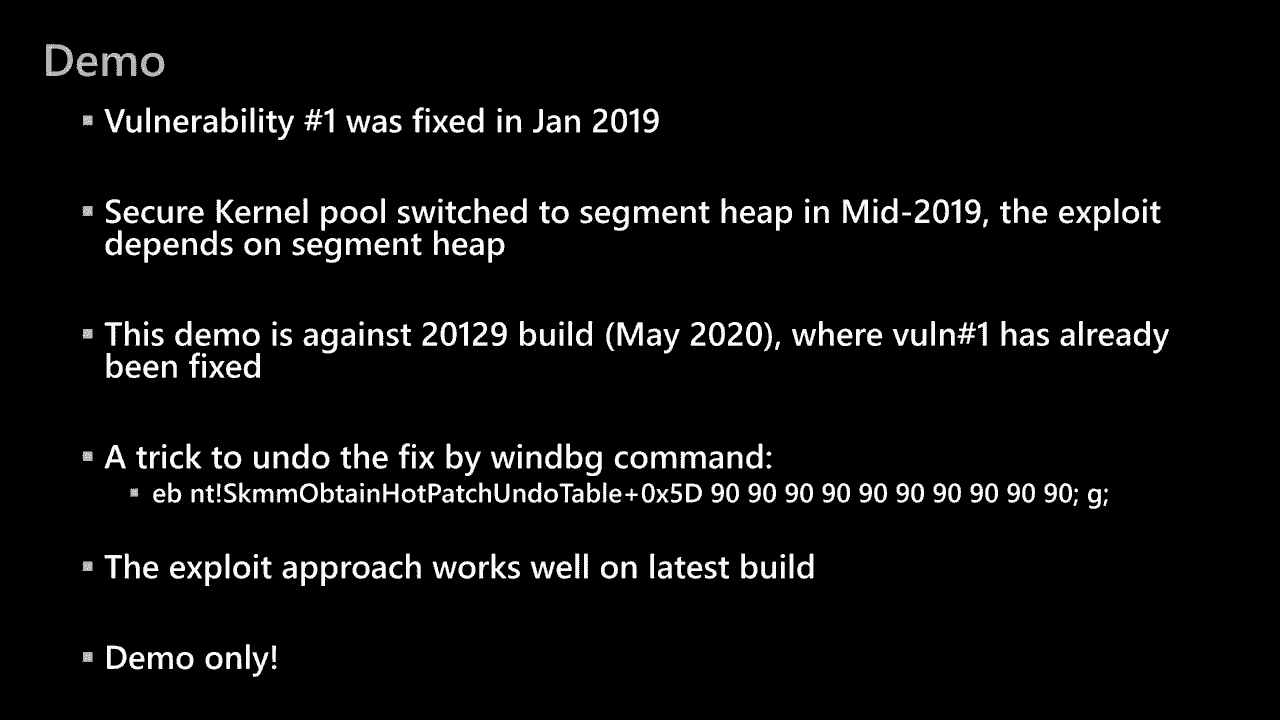 Demo
Vulnerability #1 was fixed in Jan 2019
Secure Kernel pool switched to segment heap in Mid-2019, the exploit
depends on segment heap
This demo is against 20129 build (May 2020), where vuln#1 has already
been fixed
A trick to undo the fix by windbg command:
eb nt!SkmmObtainHotPatchUndoTable+0x5D 90 90 90 90 90 90 90 90 90 90; g;
The exploit approach works well on latest build
Demo only!